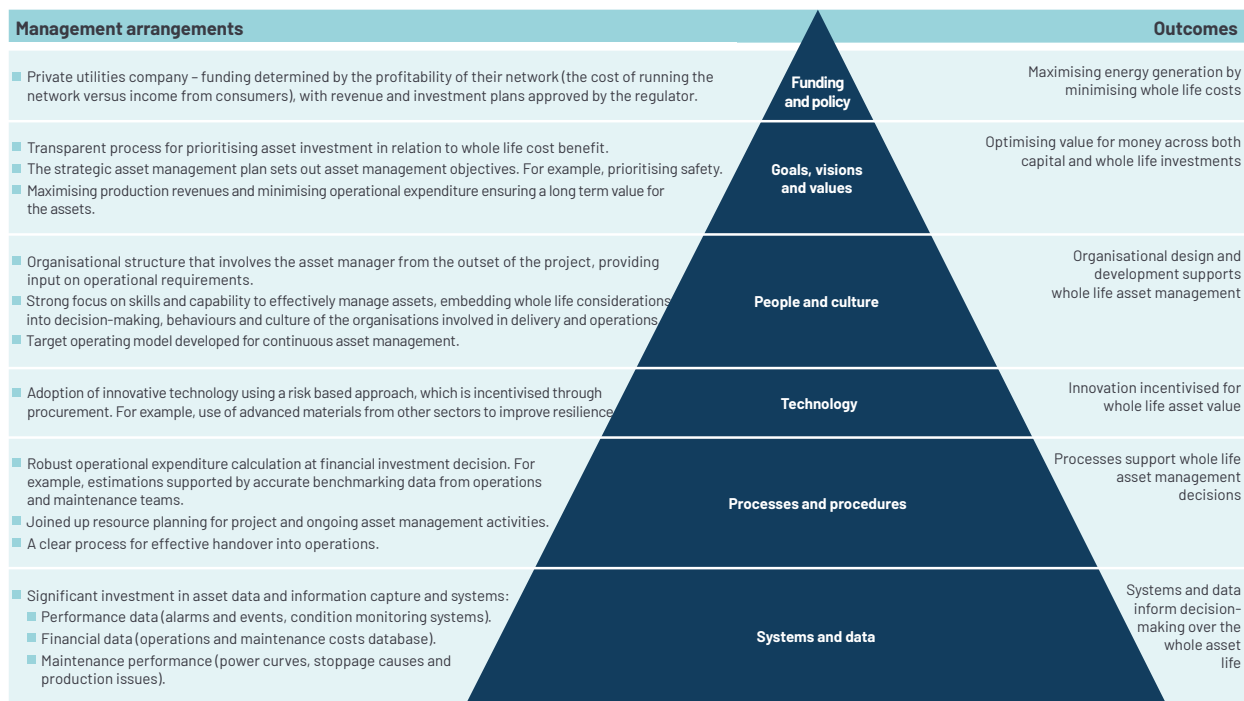 Management arrangements
Outcomes
Private utilities company – funding determined by the profitability of their network (the cost of running the
network versus income from consumers), with revenue and investment plans approved by the regulator.
Funding
and policy
Maximising energy generation by
minimising whole life costs
Transparent process for prioritising asset investment in relation to whole life cost benefit.
The strategic asset management plan sets out asset management objectives. For example, prioritising safety.
Maximising production revenues and minimising operational expenditure ensuring a long term value for
the assets.
Goals, visions
and values
Optimising value for money across both
capital and whole life investments
Organisational structure that involves the asset manager from the outset of the project, providing
input on operational requirements.
Strong focus on skills and capability to effectively manage assets, embedding whole life considerations
into decision-making, behaviours and culture of the organisations involved in delivery and operations
Target operating model developed for continuous asset management.
People and culture
Organisational design and
development supports
whole life asset management
Adoption of innovative technology using a risk based approach, which is incentivised through
procurement. For example, use of advanced materials from other sectors to improve resilience
Technology
Innovation incentivised for
whole life asset value
Robust operational expenditure calculation at financial investment decision. For
example, estimations supported by accurate benchmarking data from operations
and maintenance teams.
Joined up resource planning for project and ongoing asset management activities.
A clear process for effective handover into operations.
Processes and procedures
Processes support whole life
asset management
decisions
Significant investment in asset data and information capture and systems:
Performance data (alarms and events, condition monitoring systems).
Financial data (operations and maintenance costs database).
Maintenance performance (power curves, stoppage causes and
production issues).
Systems and data
Systems and data
inform decision-
making over the
whole asset
life